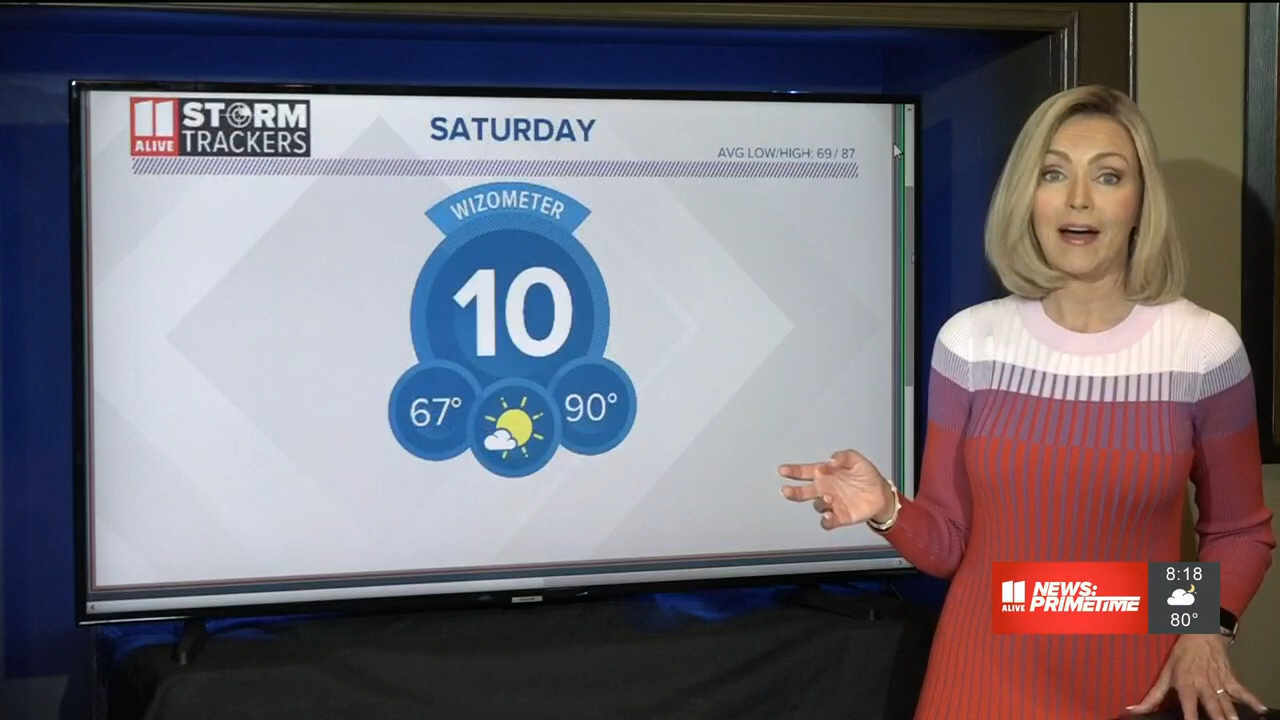 11
ALIVE
STORM
TRACKERS
SATURDAY
AVG LOW/HIGH: 69 / 87
WIZOMETER
10
67°
90°
11
ALIVE
NEWS:
PRIMETIME
8:18
80°